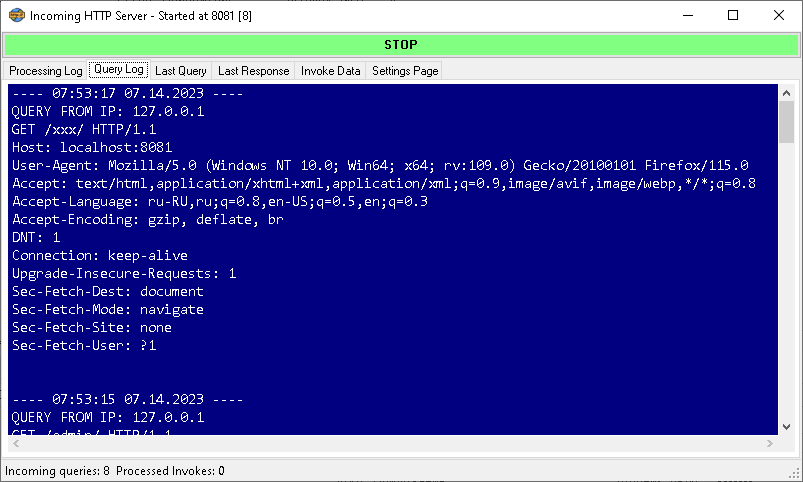 Incoming HTTP Server - Started at 8081 [8]
STOP
Processing Log Query Log Last Query Last Response Invoke Data Settings Page
---- 07:53:17 07.14.2023 ----
QUERY FROM IP: 127.0.0.1
GET /xxx/ HTTP/1.1
Host: localhost:8081
User-Agent: Mozilla/5.0 (Windows NT 10.0; Win64; x64; rv:109.0) Gecko/20100101 Firefox/115.0
Accept: text/html,application/xhtml+xml,application/xml;q=0.9,image/avif,image/webp,*/*;q=0.8
Accept-Language: ru-RU,ru;q=0.8,en-US;q=0.5,en;q=0.3
Accept-Encoding: gzip, deflate, br
DNT: 1
Connection: keep-alive
Upgrade-Insecure-Requests: 1
Sec-Fetch-Dest: document
Sec-Fetch-Mode: navigate
Sec-Fetch-Site: none
Sec-Fetch-User: ?1
---- 07:53:15 07.14.2023 ----
QUERY FROM IP: 127.0.0.1
GET /admin/ HTTP/1.1
Incoming queries: 8 Processed Invokes: 0